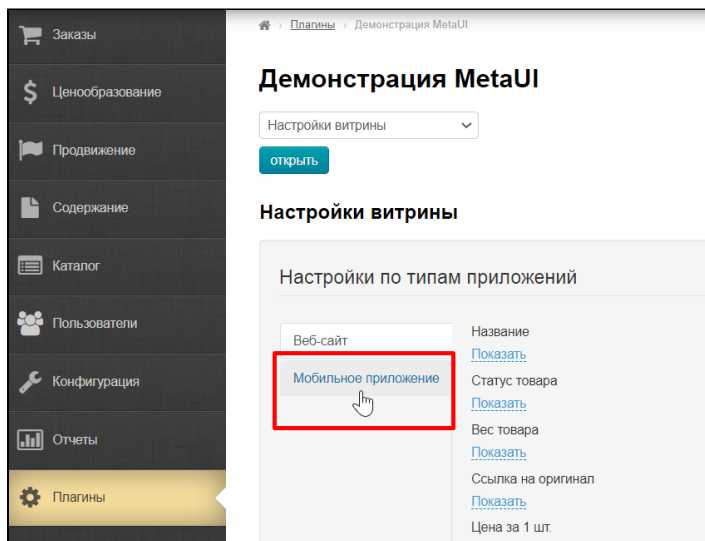 Плагины › Демонстрация MetaUI
Заказы
Ценообразование
Продвижение
Содержание
Каталог
Пользователи
Конфигурация
Отчеты
Плагины
Демонстрация MetaUI
Настройки витрины
открыть
Настройки витрины
Настройки по типам приложений
Веб-сайт
Мобильное приложение
Название
Показать
Статус товара
Показать
Вес товара
Показать
Ссылка на оригинал
Показать
Цена за 1 шт.